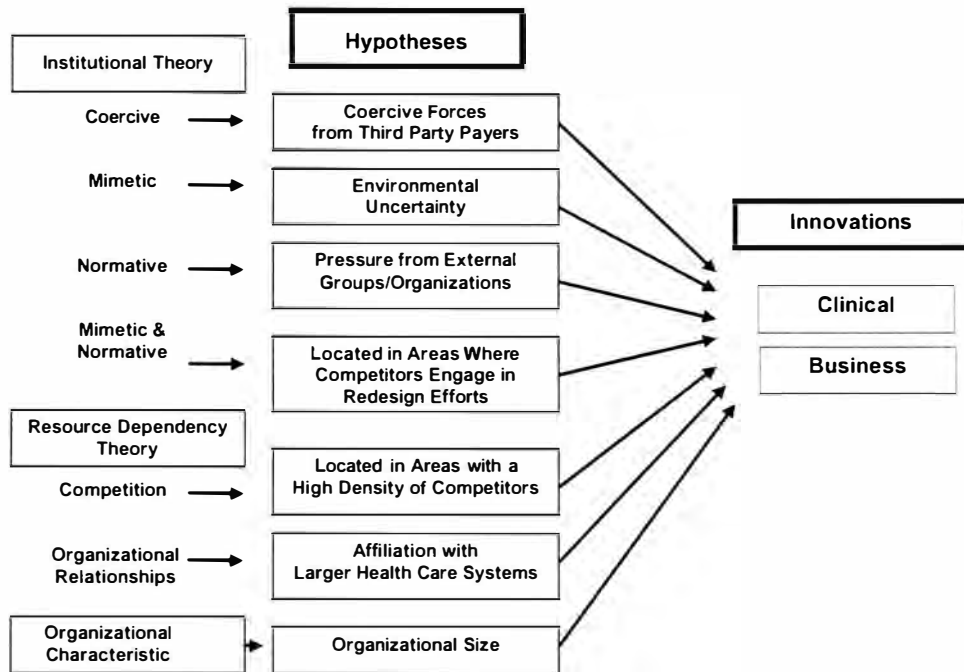 Hypotheses
Institutional Theory
Coercive
Coercive Forces
from Third Party Payers
Mimetic
Environmental
Uncertainty
Normative
Pressure from External
Groups/Organizations
Mimetic &
Normative
Located in Areas Where
Competitors Engage in
Redesign Efforts
Resource Dependency
Theory
Competition
Located in Areas with a
High Density of Competitors
Organizational
Relationships
Affiliation with
Larger Health Care Systems
Organizational
Characteristic
Organizational Size
Innovations
Clinical
Business